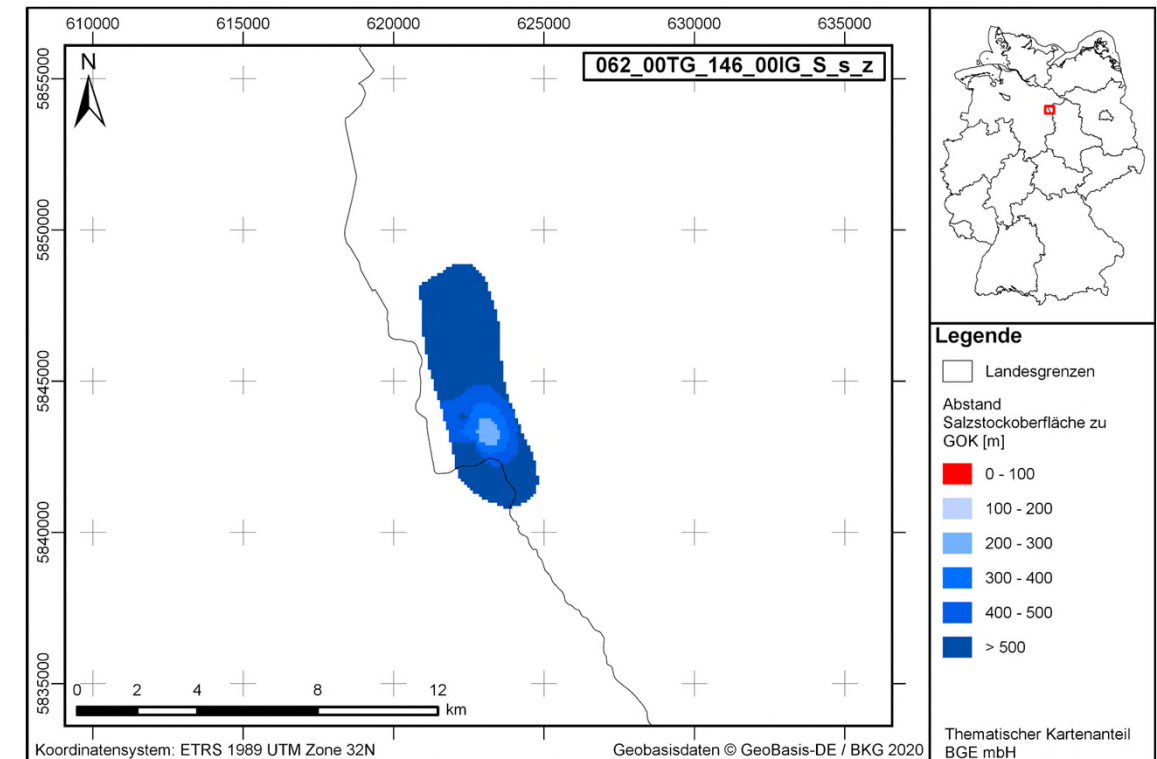 610000 615000 620000 625000 630000 635000
062_00TG_146_00IG_S_s_z
N
5855000
5850000
5845000
5840000
5835000
0 2 4 8 12
km
Koordinatensystem: ETRS 1989 UTM Zone 32N
Geobasisdaten © GeoBasis-DE / BKG 2020
Legende
Landesgrenzen
Abstand
Salzstockoberfläche zu
GOK [m]
0 - 100
100 - 200
200 - 300
300 - 400
400 - 500
> 500
Thematischer Kartenanteil
BGE mbH